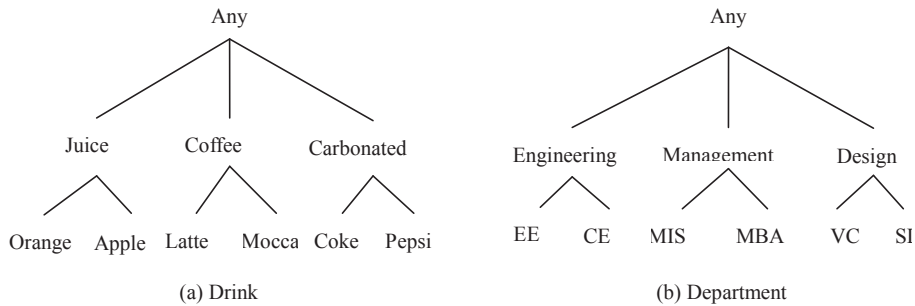 Any
Juice Coffee Carbonated
Orange Apple Latte Mocca Coke Pepsi
(a) Drink
Any
Engineering Management Design
EE CE MIS MBA VC
(b) Department